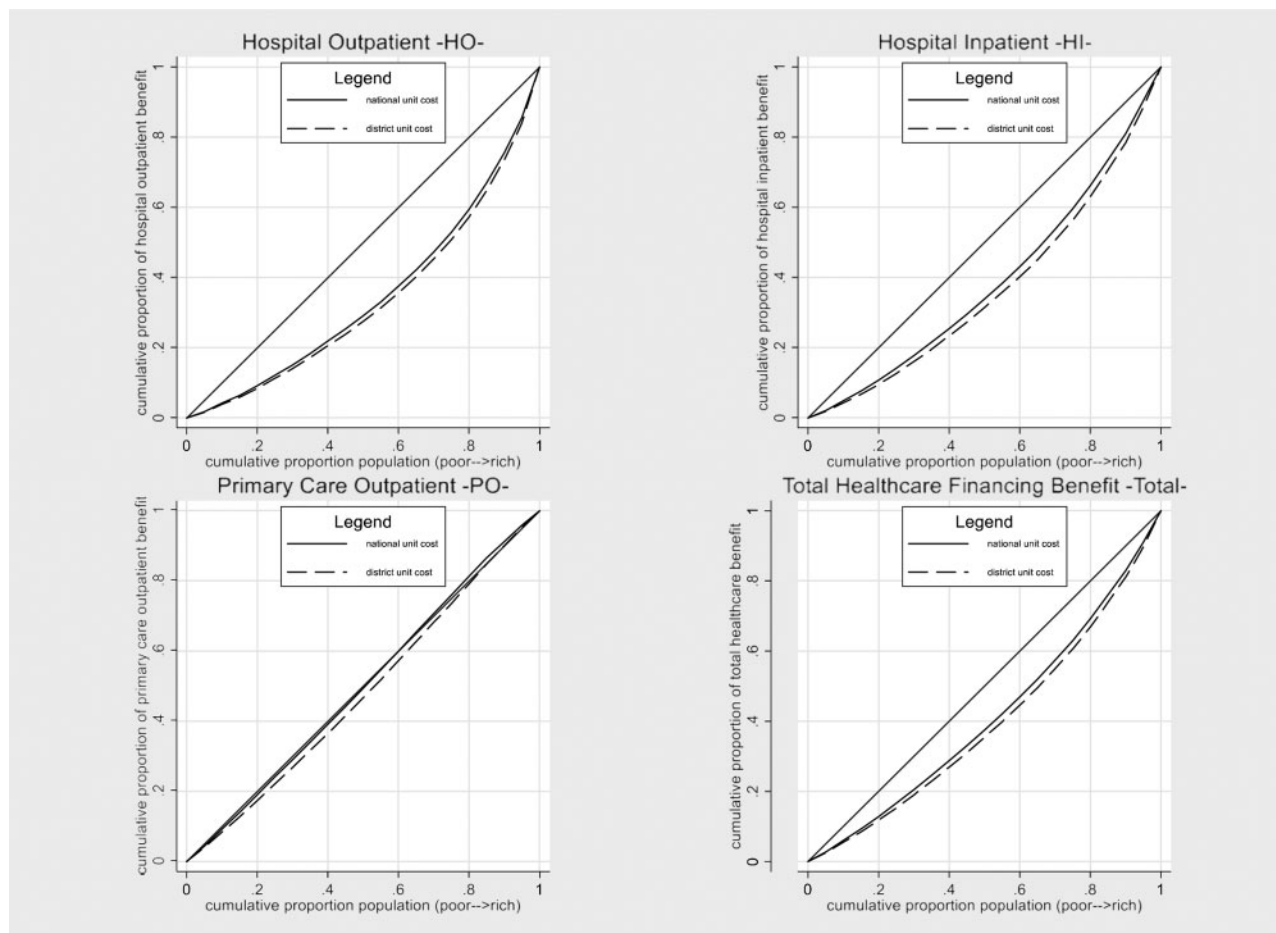 Hospital Outpatient -HO-
Legend
national unit cost
district unit cost
cumulative proportion of hospital outpatient benefit
1
.8
.6
.4
.2
0
0 .2 .4 .6 .8 1
cumulative proportion population (poor-->rich)
Hospital Inpatient -HI-
Legend
national unit cost
district unit cost
cumulative proportion of hospital inpatient benefit
1
.8
.6
.4
.2
0
0 .2 .4 .6 .8 1
cumulative proportion population (poor-->rich)
Primary Care Outpatient -PO-
Legend
national unit cost
district unit cost
cumulative proportion of primary care outpatient benefit
1
.8
.6
.4
.2
0
0 .2 .4 .6 .8 1
cumulative proportion population (poor-->rich)
Total Healthcare Financing Benefit -Total-
Legend
national unit cost
district unit cost
cumulative proportion of total healthcare benefit
1
.8
.6
.4
.2
0
0 .2 .4 .6 .8 1
cumulative proportion population (poor-->rich)